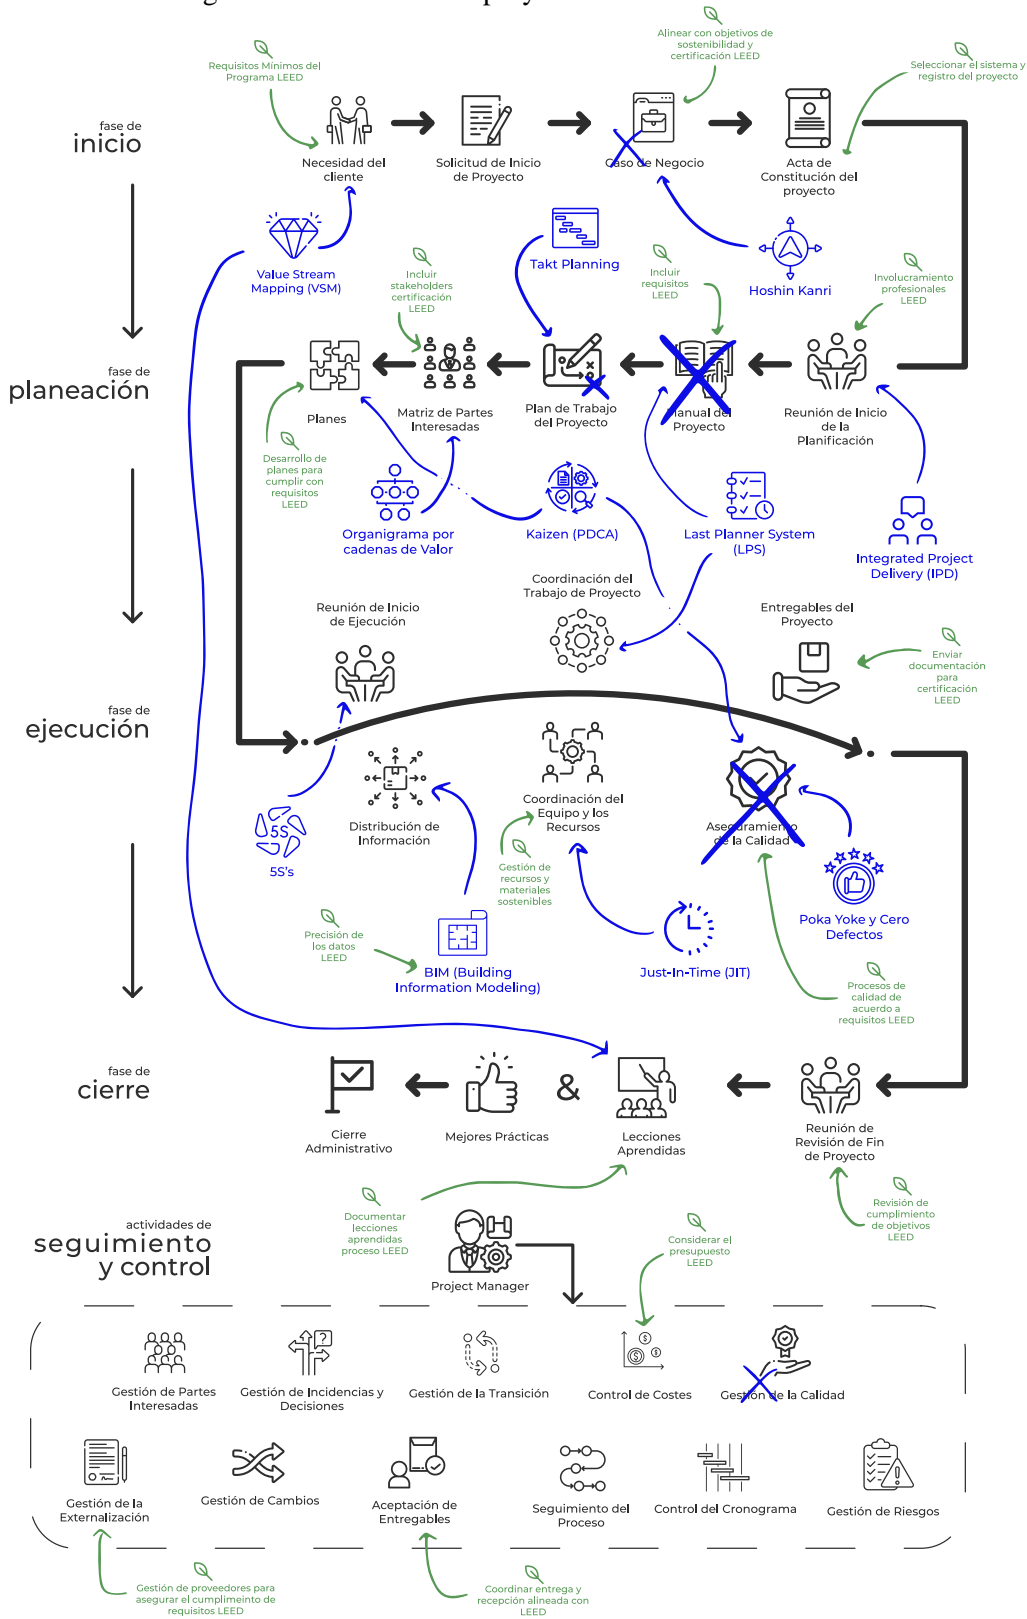 Requisitos Mínimos del
Programa LEED
Alinear con objetivos de
sostenibilidad y
certificación LEED
Seleccionar el sistema y
registro del proyecto
fase de
inicio
Necesidad del
cliente
Solicitud de Inicio
de Proyecto
Caso de Negocio
Acta de
Constitución del
proyecto
Value Stream
Mapping (VSM)
Incluir
stakeholders
certificación
LEED
Takt Planning
Incluir
requisitos
LEED
Hoshin Kanri
Involucramiento
profesionales
LEED
fase de
planeación
Planes
Matriz de Partes
Interesadas
Plan de Trabajo
del Proyecto
Manual del
Proyecto
Reunión de Inicio
de la
Planificación
Desarrollo de
planes para
cumplir con
requisitos
LEED
Organigrama por
cadenas de Valor
Kaizen (PDCA)
Last Planner System
(LPS)
Integrated Project
Delivery (IPD)
Reunión de Inicio
de Ejecución
Coordinación del
Trabajo de Proyecto
Entregables del
Proyecto
Enviar
documentación
para
certificación
LEED
fase de
ejecución
5S
5S's
Distribución de
Información
Coordinación del
Equipo y los
Recursos
Aseguramiento
de la Calidad
Gestión de
recursos y
materiales
sostenibles
Poka Yoke y Cero
Defectos
Precisión de
los datos
LEED
BIM (Building
Information Modeling)
Just-In-Time (JIT)
Procesos de
calidad de
acuerdo a
requisitos LEED
fase de
cierre
&
Cierre
Administrativo
Mejores Prácticas
Lecciones
Aprendidas
Reunión de
Revisión de Fin
de Proyecto
Documentar
lecciones
aprendidas
proceso LEED
Revisión de
cumplimiento
de objetivos
LEED
actividades de
seguimiento
y control
Project Manager
Considerar el
presupuesto
LEED
Gestión de Partes
Interesadas
Gestión de Incidencias y
Decisiones
Gestión de la Transición
Control de Costes
Gestión de la Calidad
Gestión de la
Externalización
Gestión de Cambios
Aceptación de
Entregables
Seguimiento del
Proceso
Control del Cronograma
Gestión de Riesgos
Gestión de proveedores para
asegurar el cumplimeinto de
requisitos LEED
Coordinar entrega y
recepción alineada con
LEED